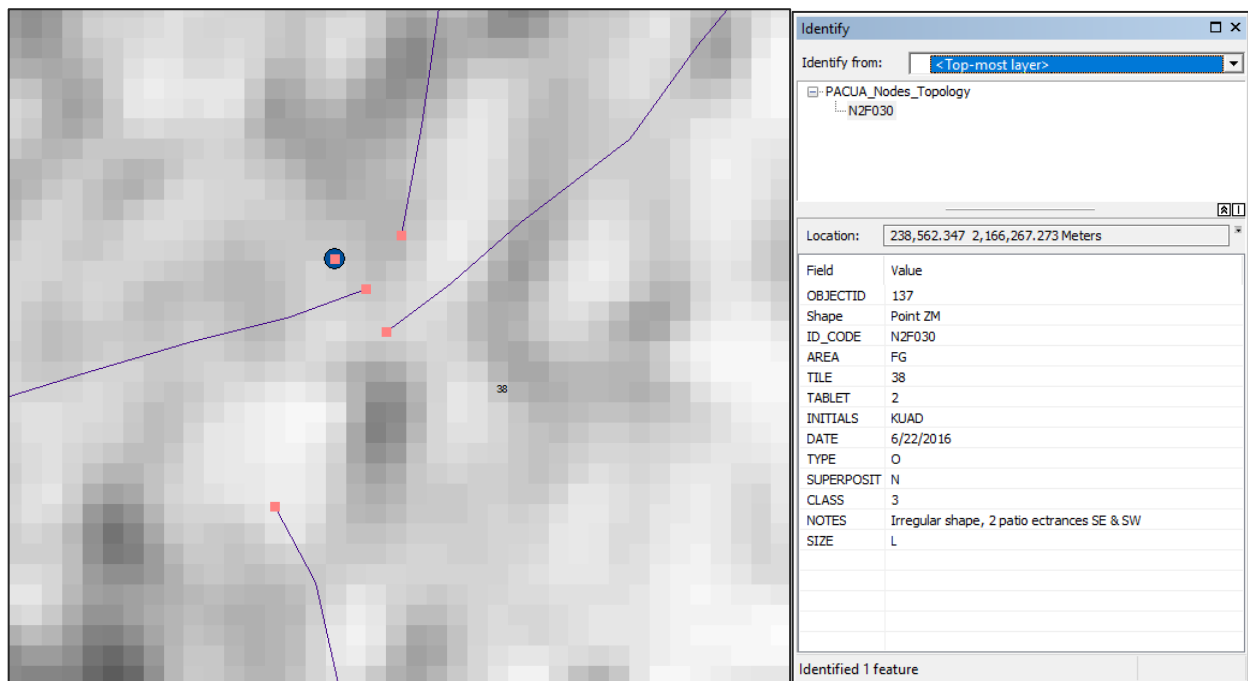 38
Identify
Identify from: <Top-most layer>
PACUA_Nodes_Topology
N2F030
Location: 238,562.347 2,166,267.273 Meters
Field Value
OBJECTID 137
Shape Point ZM
ID_CODE N2F030
AREA FG
TILE 38
TABLET 2
INITIALS KUAD
DATE 6/22/2016
TYPE O
SUPERPOSIT N
CLASS 3
NOTES Irregular shape, 2 patio ectrances SE & SW
SIZE L
Identified 1 feature